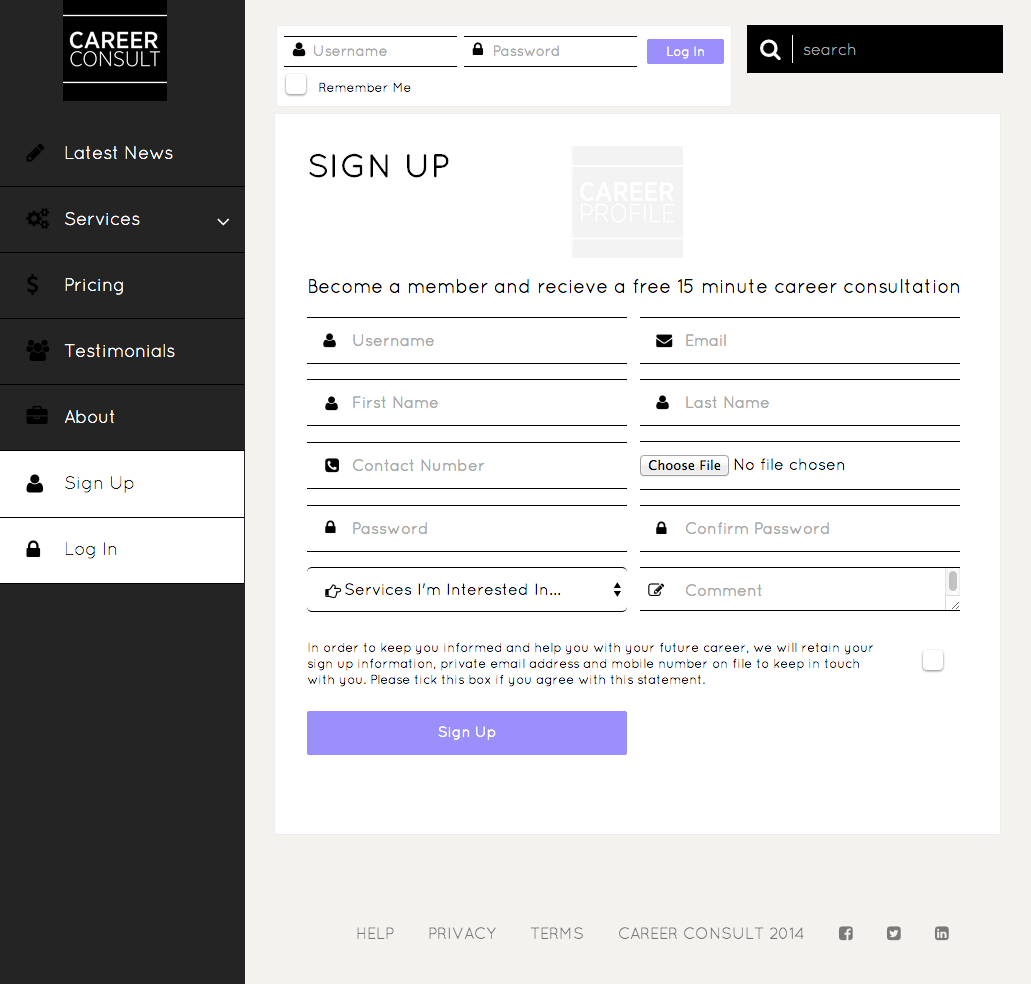 CAREER
CONSULT
Latest News
Services
Pricing
Testimonials
About
Sign Up
Log In
Username
Password
Log In
Remember Me
search
SIGN UP
CAREER
PROFILE
Become a member and recieve a free 15 minute career consultation
Username
Email
First Name
Last Name
Contact Number
Choose File No file chosen
Password
Confirm Password
Services I'm Interested In...
Comment
In order to keep you informed and help you with your future career, we will retain your
sign up information, private email address and mobile number on file to keep in touch
with you. Please tick this box if you agree with this statement.
Sign Up
HELP PRIVACY TERMS CAREER CONSULT 2014